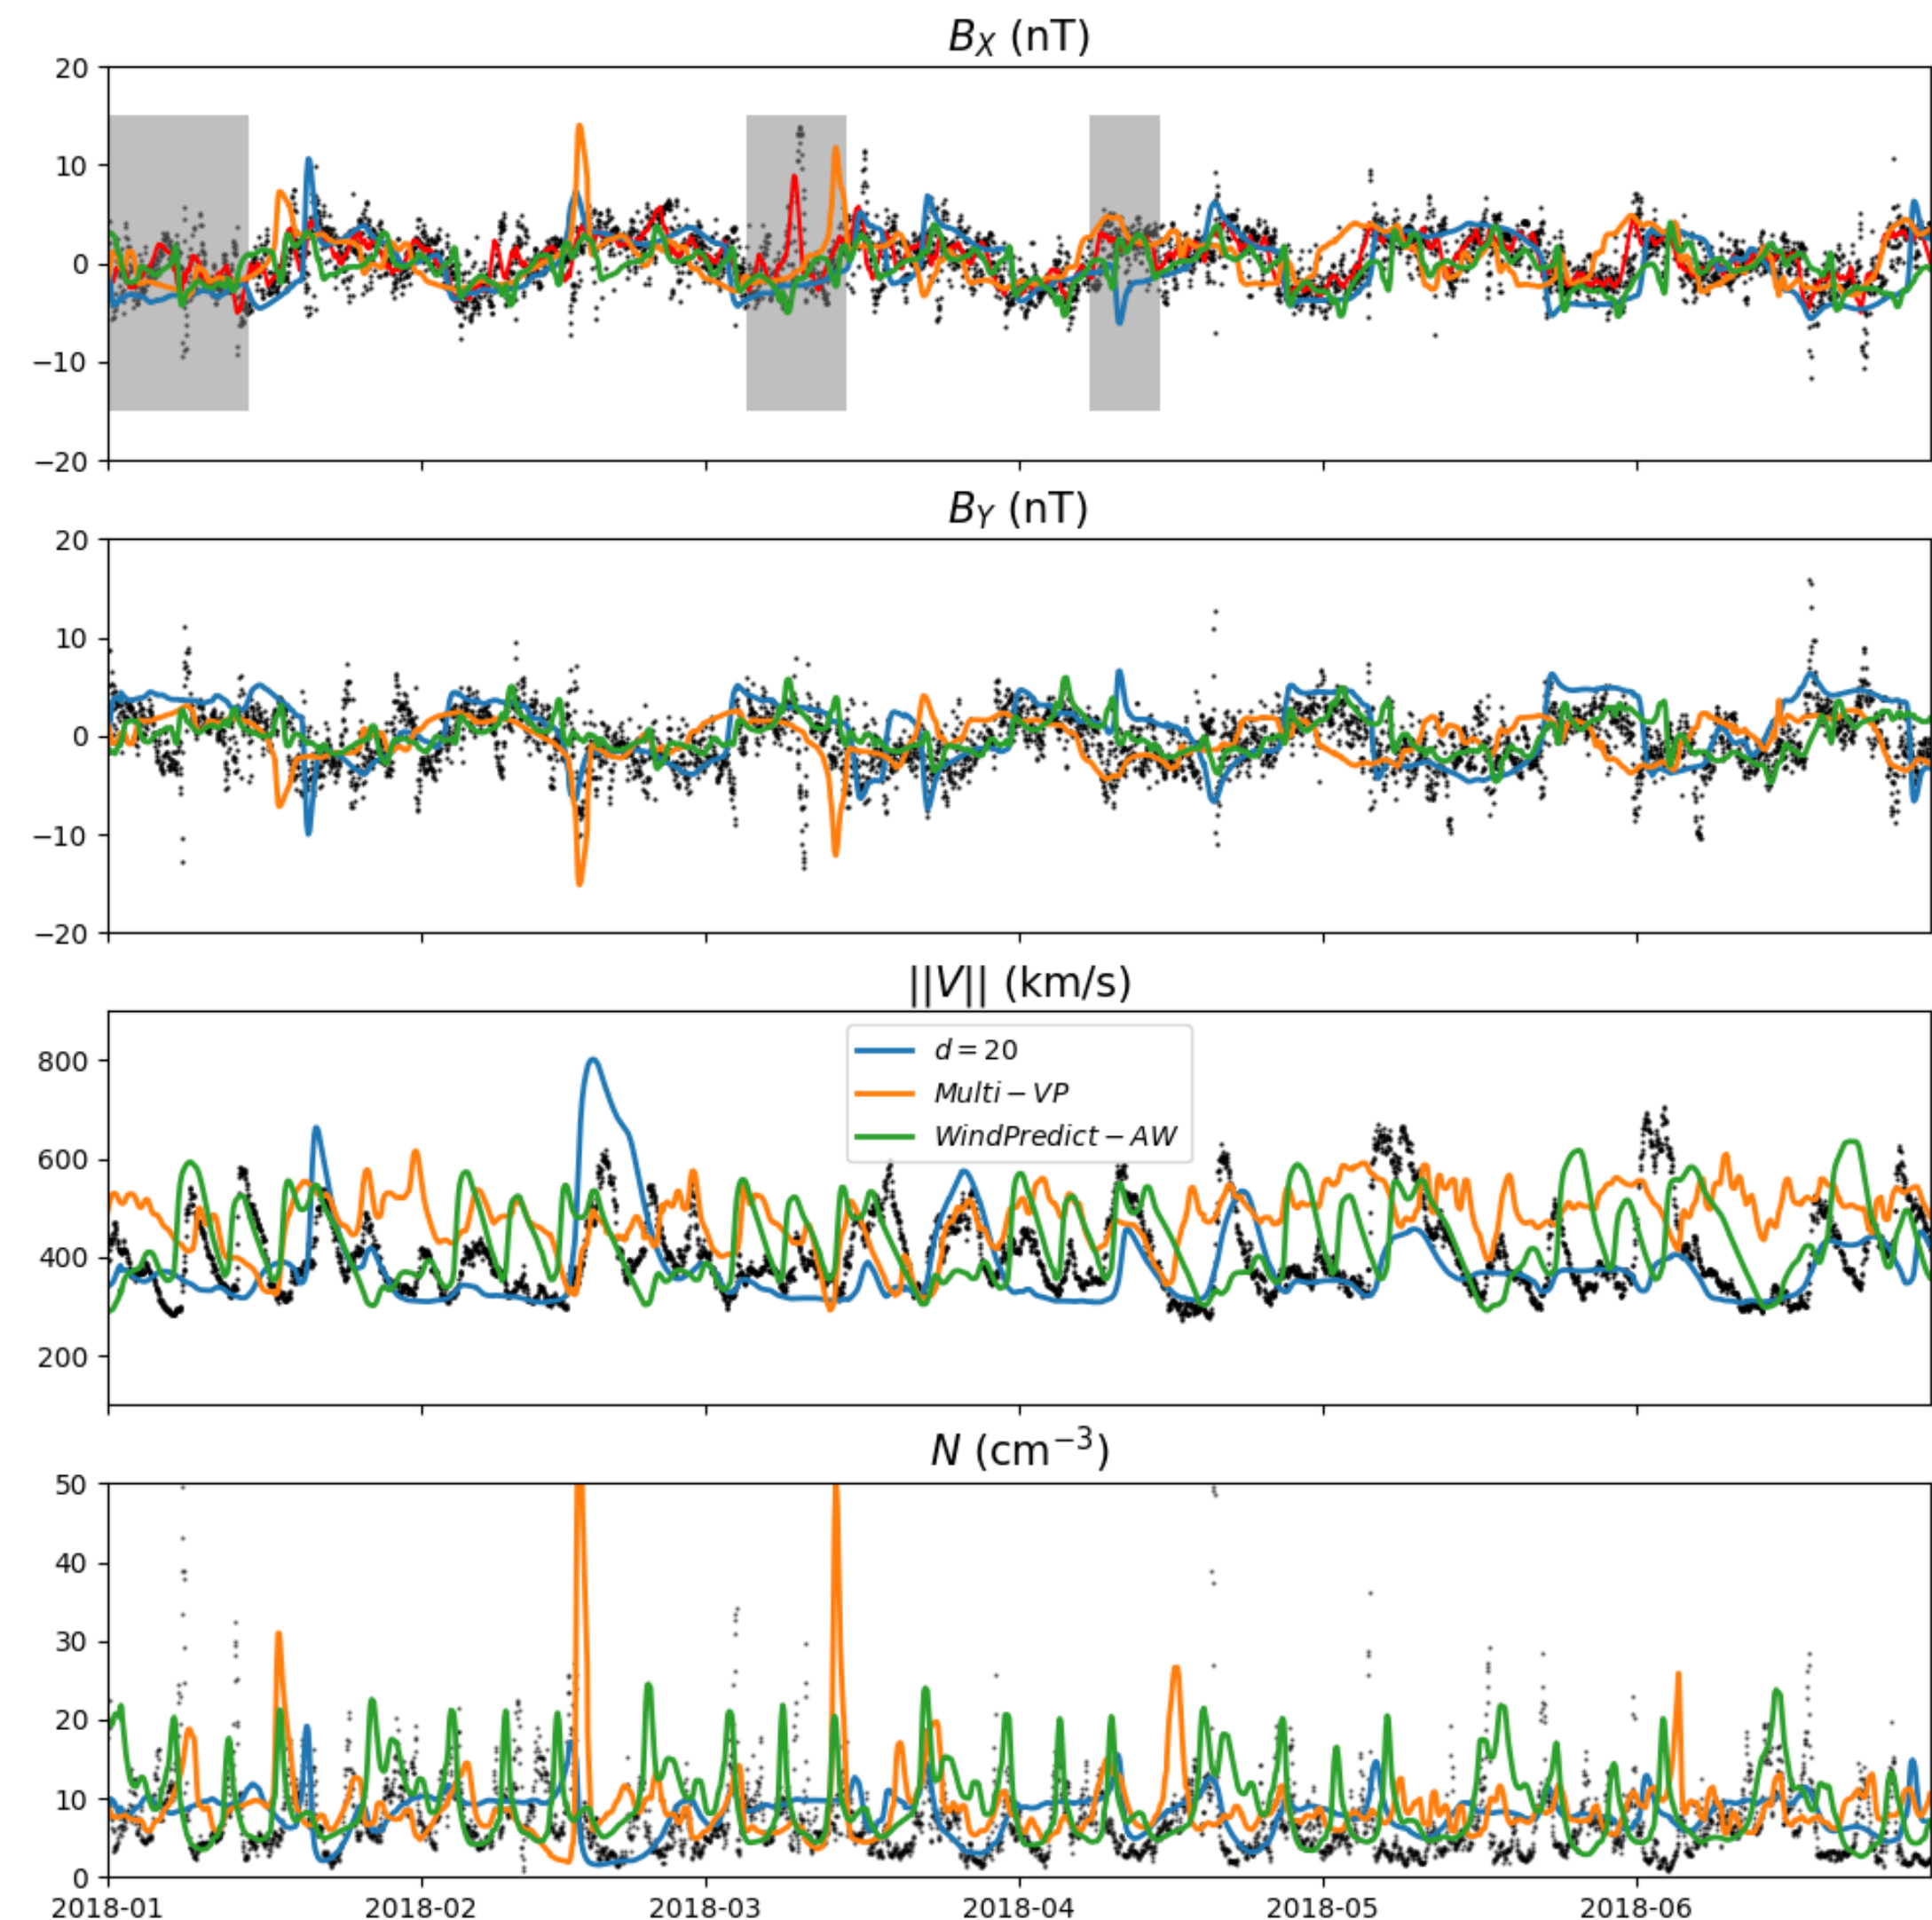 B_X (nT)
20
10
0
−10
−20
B_Y (nT)
20
10
0
−10
−20
||V|| (km/s)
800
600
400
200
d = 20
Multi − VP
WindPredict − AW
N (cm⁻³)
50
40
30
20
10
0
2018-01 2018-02 2018-03 2018-04 2018-05 2018-06